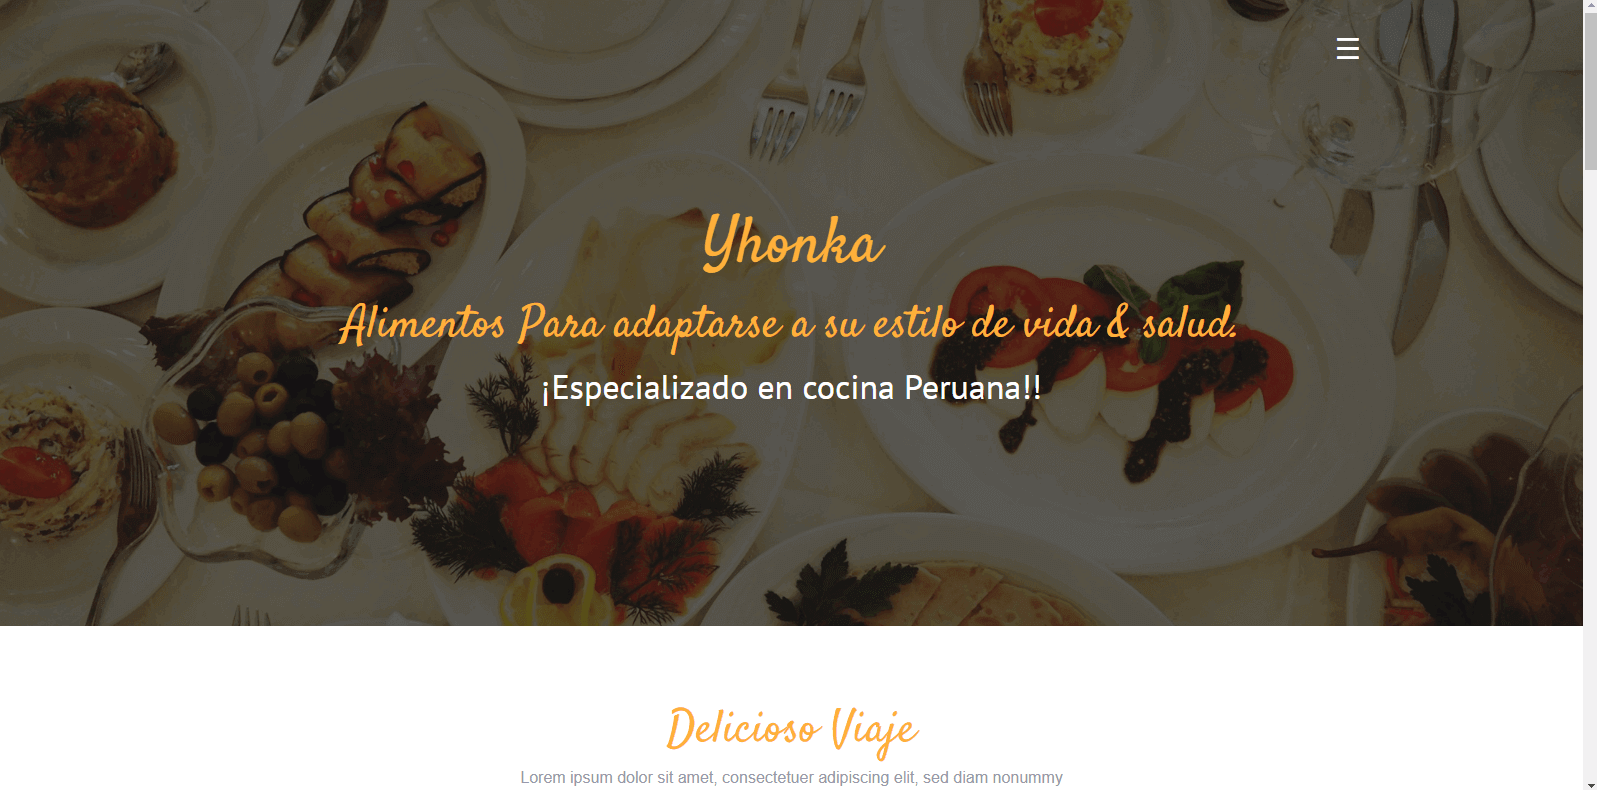 Yhonka
Alimentos Para adaptarse a su estilo de vida & salud.
¡Especializado en cocina Peruana!!
Delicioso Viaje
Lorem ipsum dolor sit amet, consectetuer adipiscing elit, sed diam nonummy